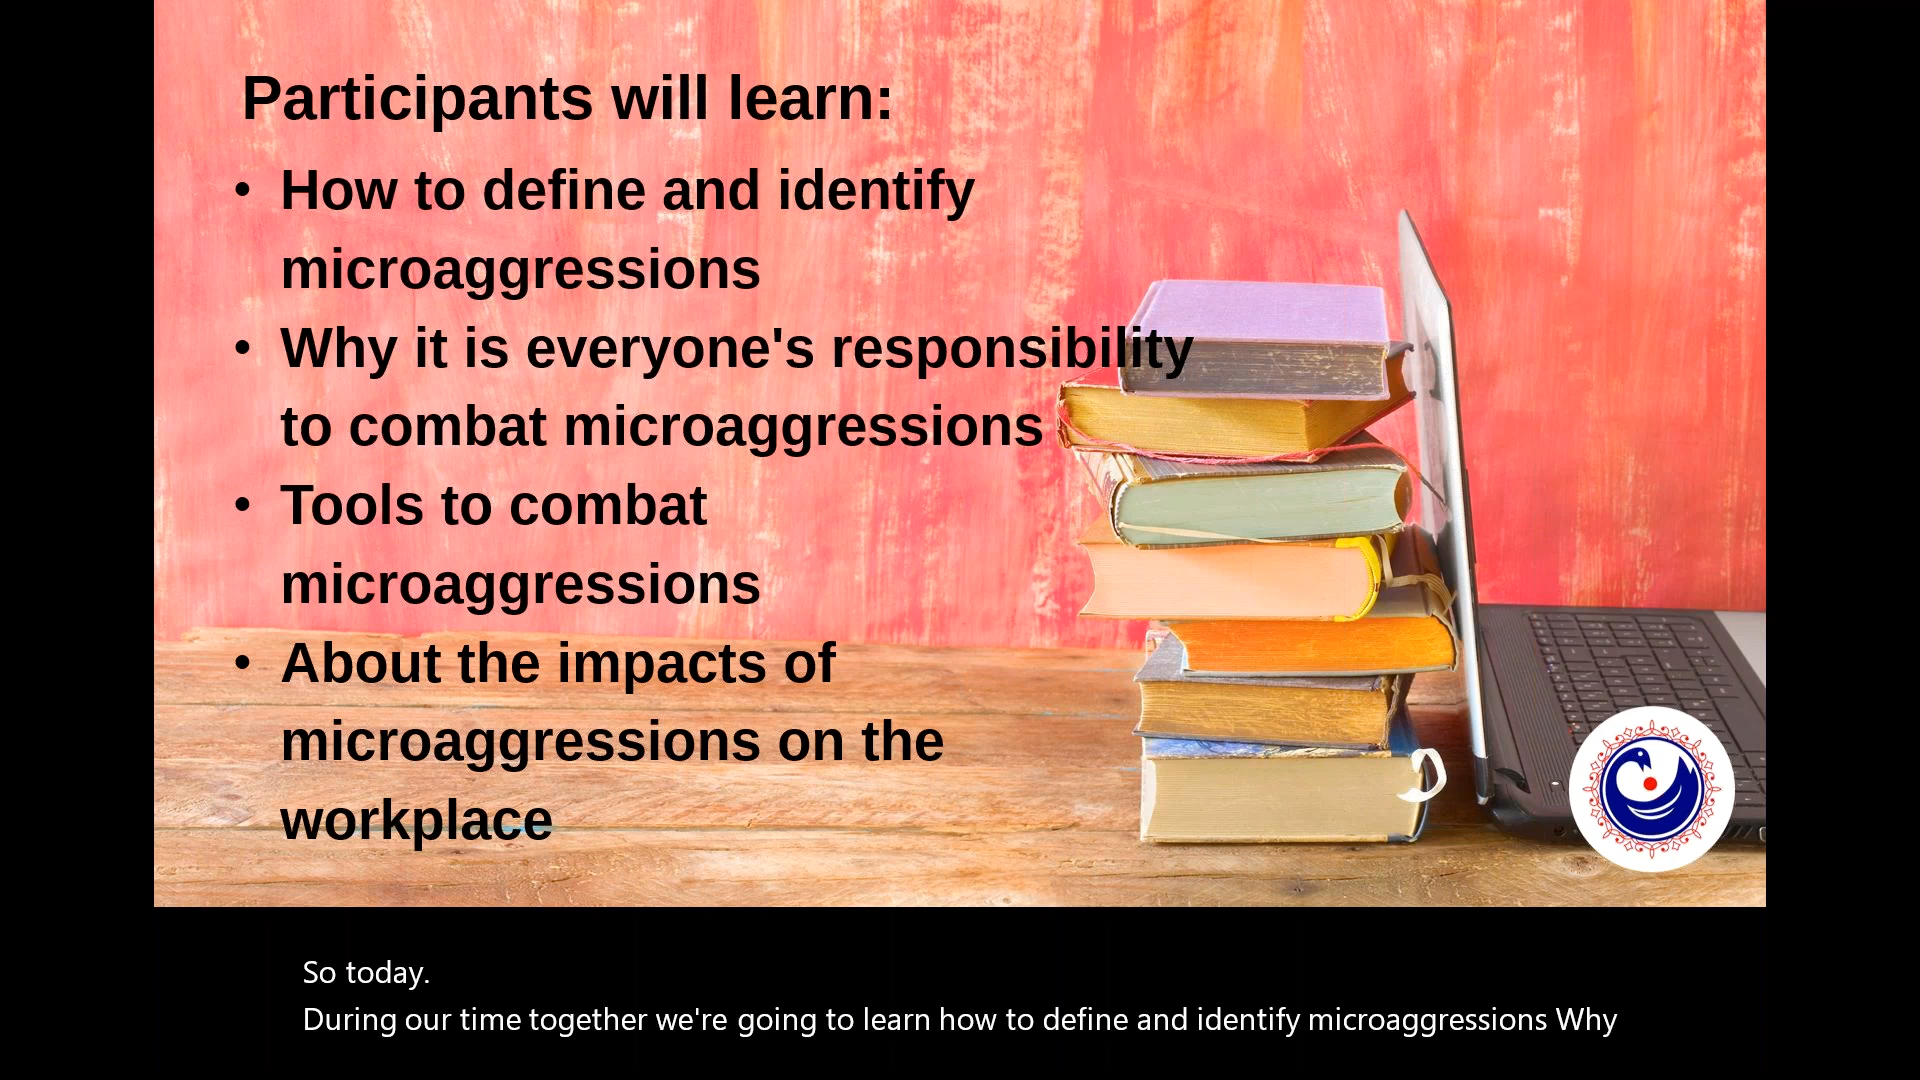 Participants will learn:
• How to define and identify
microaggressions
• Why it is everyone's responsibility
to combat microaggressions
• Tools to combat
microaggressions
• About the impacts of
microaggressions on the
workplace
So today.
During our time together we're going to learn how to define and identify microaggressions Why